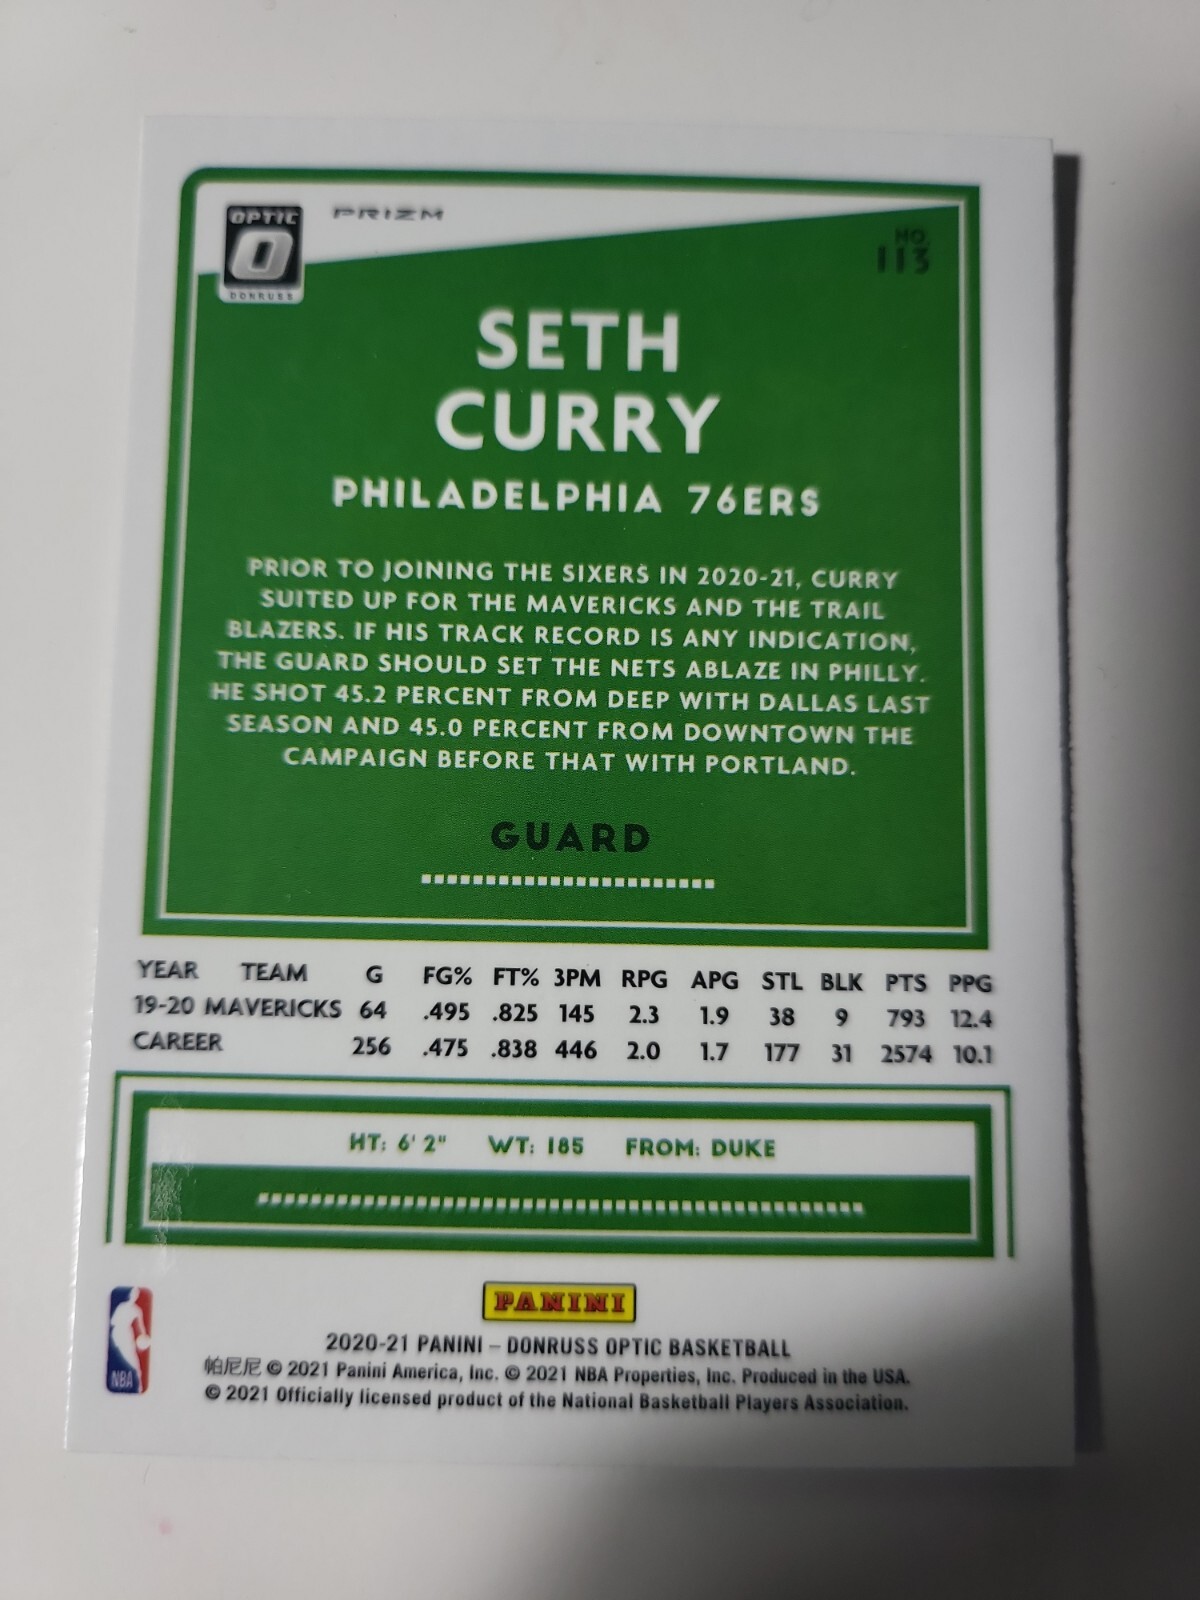 OPTIC
DONRUSS
PRIZM
NO.
113
SETH
CURRY
PHILADELPHIA 76ERS
PRIOR TO JOINING THE SIXERS IN 2020-21, CURRY
SUITED UP FOR THE MAVERICKS AND THE TRAIL
BLAZERS. IF HIS TRACK RECORD IS ANY INDICATION,
THE GUARD SHOULD SET THE NETS ABLAZE IN PHILLY.
HE SHOT 45.2 PERCENT FROM DEEP WITH DALLAS LAST
SEASON AND 45.0 PERCENT FROM DOWNTOWN THE
CAMPAIGN BEFORE THAT WITH PORTLAND.
GUARD
YEAR TEAM G FG% FT% 3PM RPG APG STL BLK PTS PPG
19-20 MAVERICKS 64 .495 .825 145 2.3 1.9 38 9 793 12.4
CAREER 256 .475 .838 446 2.0 1.7 177 31 2574 10.1
HT: 6' 2" WT: 185 FROM: DUKE
PANINI
NBA
2020-21 PANINI – DONRUSS OPTIC BASKETBALL
帕尼尼 © 2021 Panini America, Inc. © 2021 NBA Properties, Inc. Produced in the USA.
© 2021 Officially licensed product of the National Basketball Players Association.